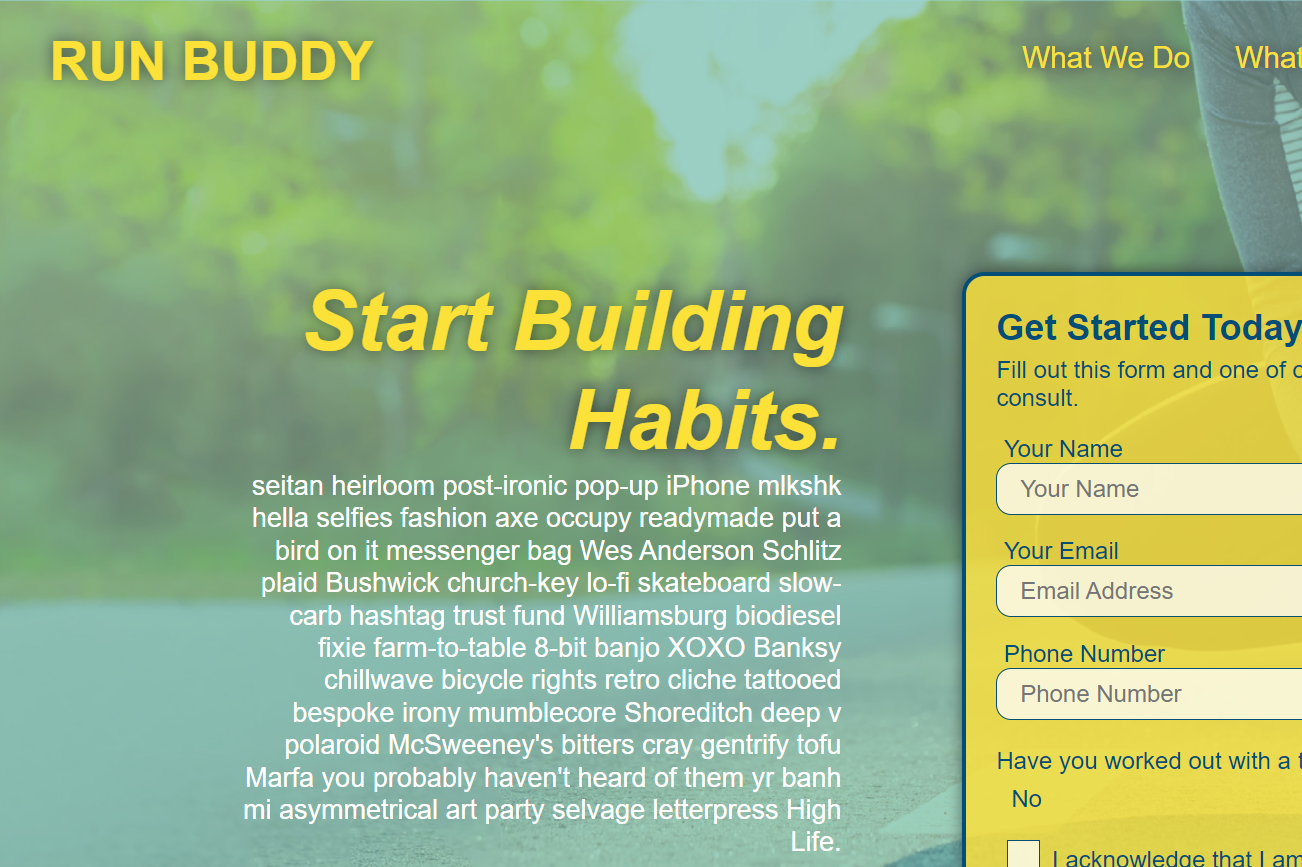 RUN BUDDY
What We Do
What
Start Building
Habits.
seitan heirloom post-ironic pop-up iPhone mlkshk
hella selfies fashion axe occupy readymade put a
bird on it messenger bag Wes Anderson Schlitz
plaid Bushwick church-key lo-fi skateboard slow-
carb hashtag trust fund Williamsburg biodiesel
fixie farm-to-table 8-bit banjo XOXO Banksy
chillwave bicycle rights retro cliche tattooed
bespoke irony mumblecore Shoreditch deep v
polaroid McSweeney's bitters cray gentrify tofu
Marfa you probably haven't heard of them yr banh
mi asymmetrical art party selvage letterpress High
Life.
Get Started Today
Fill out this form and one of
consult.
Your Name
Your Name
Your Email
Email Address
Phone Number
Phone Number
Have you worked out with a
No
I acknowledge that I am